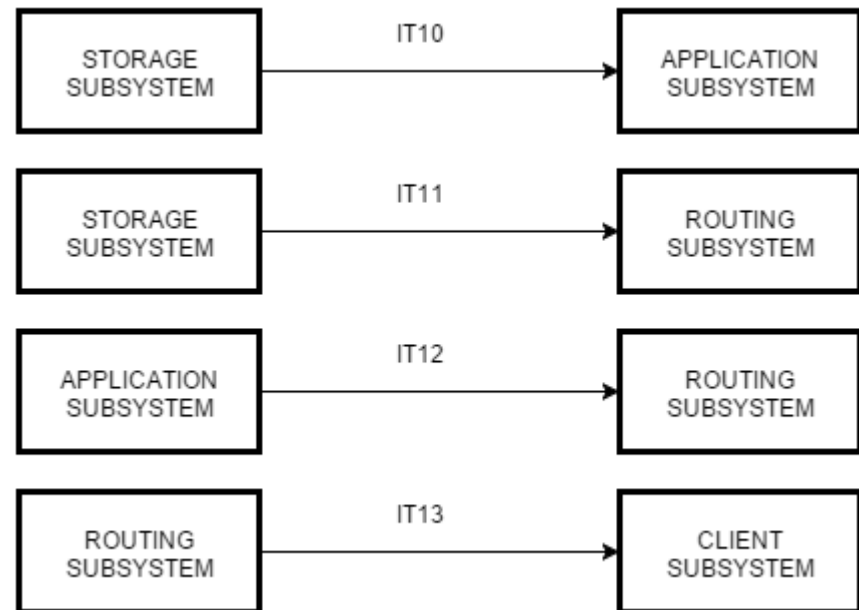 STORAGE
SUBSYSTEM
IT10
APPLICATION
SUBSYSTEM
STORAGE
SUBSYSTEM
IT11
ROUTING
SUBSYSTEM
APPLICATION
SUBSYSTEM
IT12
ROUTING
SUBSYSTEM
ROUTING
SUBSYSTEM
IT13
CLIENT
SUBSYSTEM